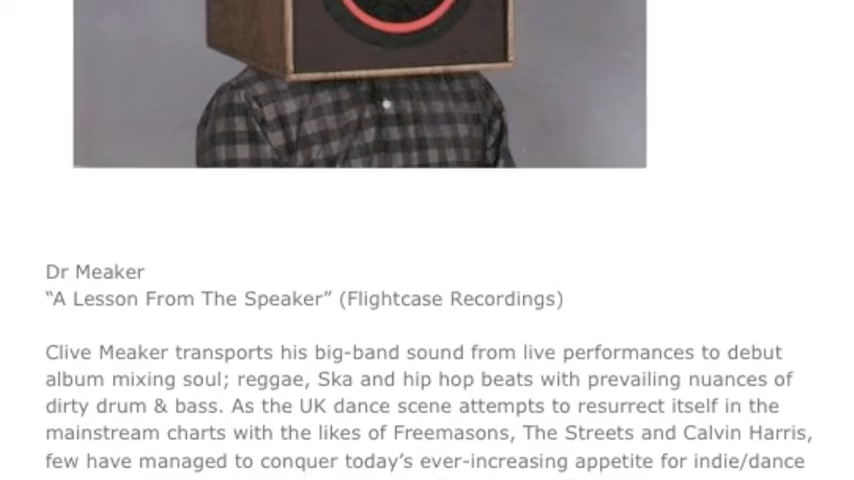 Dr Meaker
“A Lesson From The Speaker” (Flightcase Recordings)
Clive Meaker transports his big-band sound from live performances to debut
album mixing soul; reggae, Ska and hip hop beats with prevailing nuances of
dirty drum & bass. As the UK dance scene attempts to resurrect itself in the
mainstream charts with the likes of Freemasons, The Streets and Calvin Harris,
few have managed to conquer today’s ever-increasing appetite for indie/dance